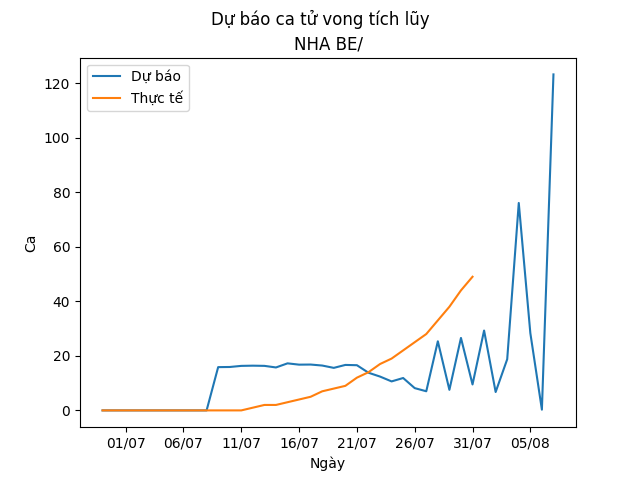 Dự báo ca tử vong tích lũy
NHA BE/
Dự báo
Thực tế
120
100
80
60
40
20
0
Ca
01/07 06/07 11/07 16/07 21/07 26/07 31/07 05/08
Ngày